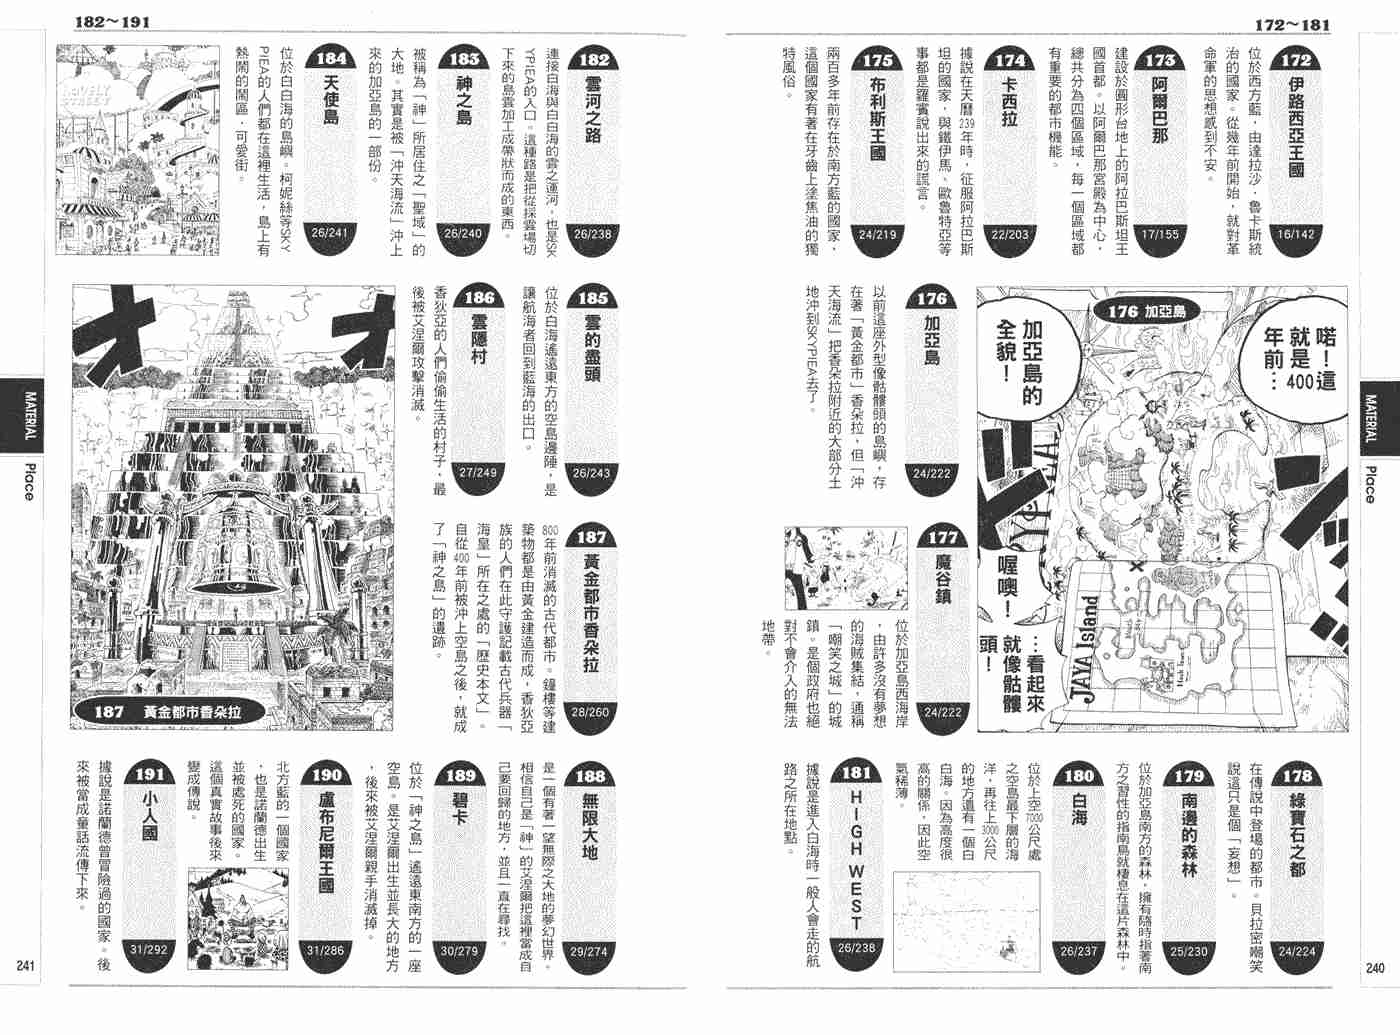 172～181
172
伊路西亞王國
16/142
位於西方藍，由達拉沙·魯卡斯統
治的國家。從幾年前開始，就對革
命軍的思想感到不安。
173
阿爾巴那
17/155
建設於圓形台地上的阿拉巴斯坦王
國首都。以阿爾巴那宮殿為中心，
總共分為四個區域，每一個區域都
有重要的都市機能。
174
卡西拉
22/203
據說在天曆239年時，征服阿拉巴斯
坦的國家，與鐵伊馬、歐魯特亞等
事都是羅賓說出來的謊言。
175
布利斯王國
24/219
兩百多年前存在於南方藍的國家，
這個國家有著在牙齒上塗焦油的獨
特風俗。
176 加亞島
喏！這
就是400
年前…
加亞島的
全貌！
喔噢！
…看起來
就像骷髏
頭！
JAYA Island
176
加亞島
24/222
以前這座外型像骷髏頭的島嶼，存
在著「黃金都市」香朵拉，但「沖
天海流」把香朵拉附近的大部分土
地沖到SKYPIEA去了。
177
魔谷鎮
24/222
位於加亞島西海岸
，由許多沒有夢想
的海賊集結，通稱
「嘲笑之城」的城
鎮。是個政府也絕
對不會介入的無法
地帶。
178
綠寶石之都
24/224
在傳說中登場的都市。貝拉密嘲笑
說這只是個「妄想」。
179
南邊的森林
25/230
位於加亞島南方的森林，擁有隨時指著南
方之習性的指南鳥就棲息在這片森林中。
180
白海
26/237
位於上空7000公尺處
之空島最下層的海
洋，再往上3000公尺
的地方還有一個白
白海。因為高度很
高的關係，因此空
氣稀薄。
181
HIGH WEST
26/238
據說是進入白海時一般人會走的航
路之所在地點。
MATERIAL
Place
240
182～191
182
雲河之路
26/238
連接白海與白白海的雲之運河，也是SK
YPIEA的入口。這種路是把從採雲場切
下來的島雲加工成帶狀而成的東西。
183
神之島
26/240
被稱為「神」所居住之「聖域」的
大地。其實是被「沖天海流」沖上
來的加亞島的一部份。
184
天使島
26/241
位於白白海的島嶼。柯妮絲等SKY
PIEA的人們都在這裡生活，島上有
熱鬧的鬧區，可愛街。
LOVELY
STREET
185
雲的盡頭
26/243
位於白海遙遠東方的空島邊陲，是
讓航海者回到藍海的出口。
186
雲隱村
27/249
香狄亞的人們偷偷生活的村子，最
後被艾涅爾攻擊消滅。
187
黃金都市香朵拉
28/260
800年前消滅的古代都市。鐘樓等建
築物都是由黃金建造而成，香狄亞
族的人們在此守護記載古代兵器「
海皇」所在之處的「歷史本文」。
自從400年前被沖上空島之後，就成
了「神之島」的遺跡。
187 黃金都市香朵拉
188
無限大地
29/274
是一個有著一望無際之大地的夢幻世界。
相信自己是「神」的艾涅爾把這裡當成自
己要回歸的地方，並且一直在尋找。
189
碧卡
30/279
位於「神之島」遙遠東南方的一座
空島。是艾涅爾出生並長大的地方
，後來被艾涅爾親手消滅掉。
190
盧布尼爾王國
31/286
北方藍的一個國家
，也是諾蘭德出生
並被處死的國家。
這個真實故事後來
變成傳說。
191
小人國
31/292
據說是諾蘭德曾冒險過的國家。後
來被當成童話流傳下來。
MATERIAL
Place
241